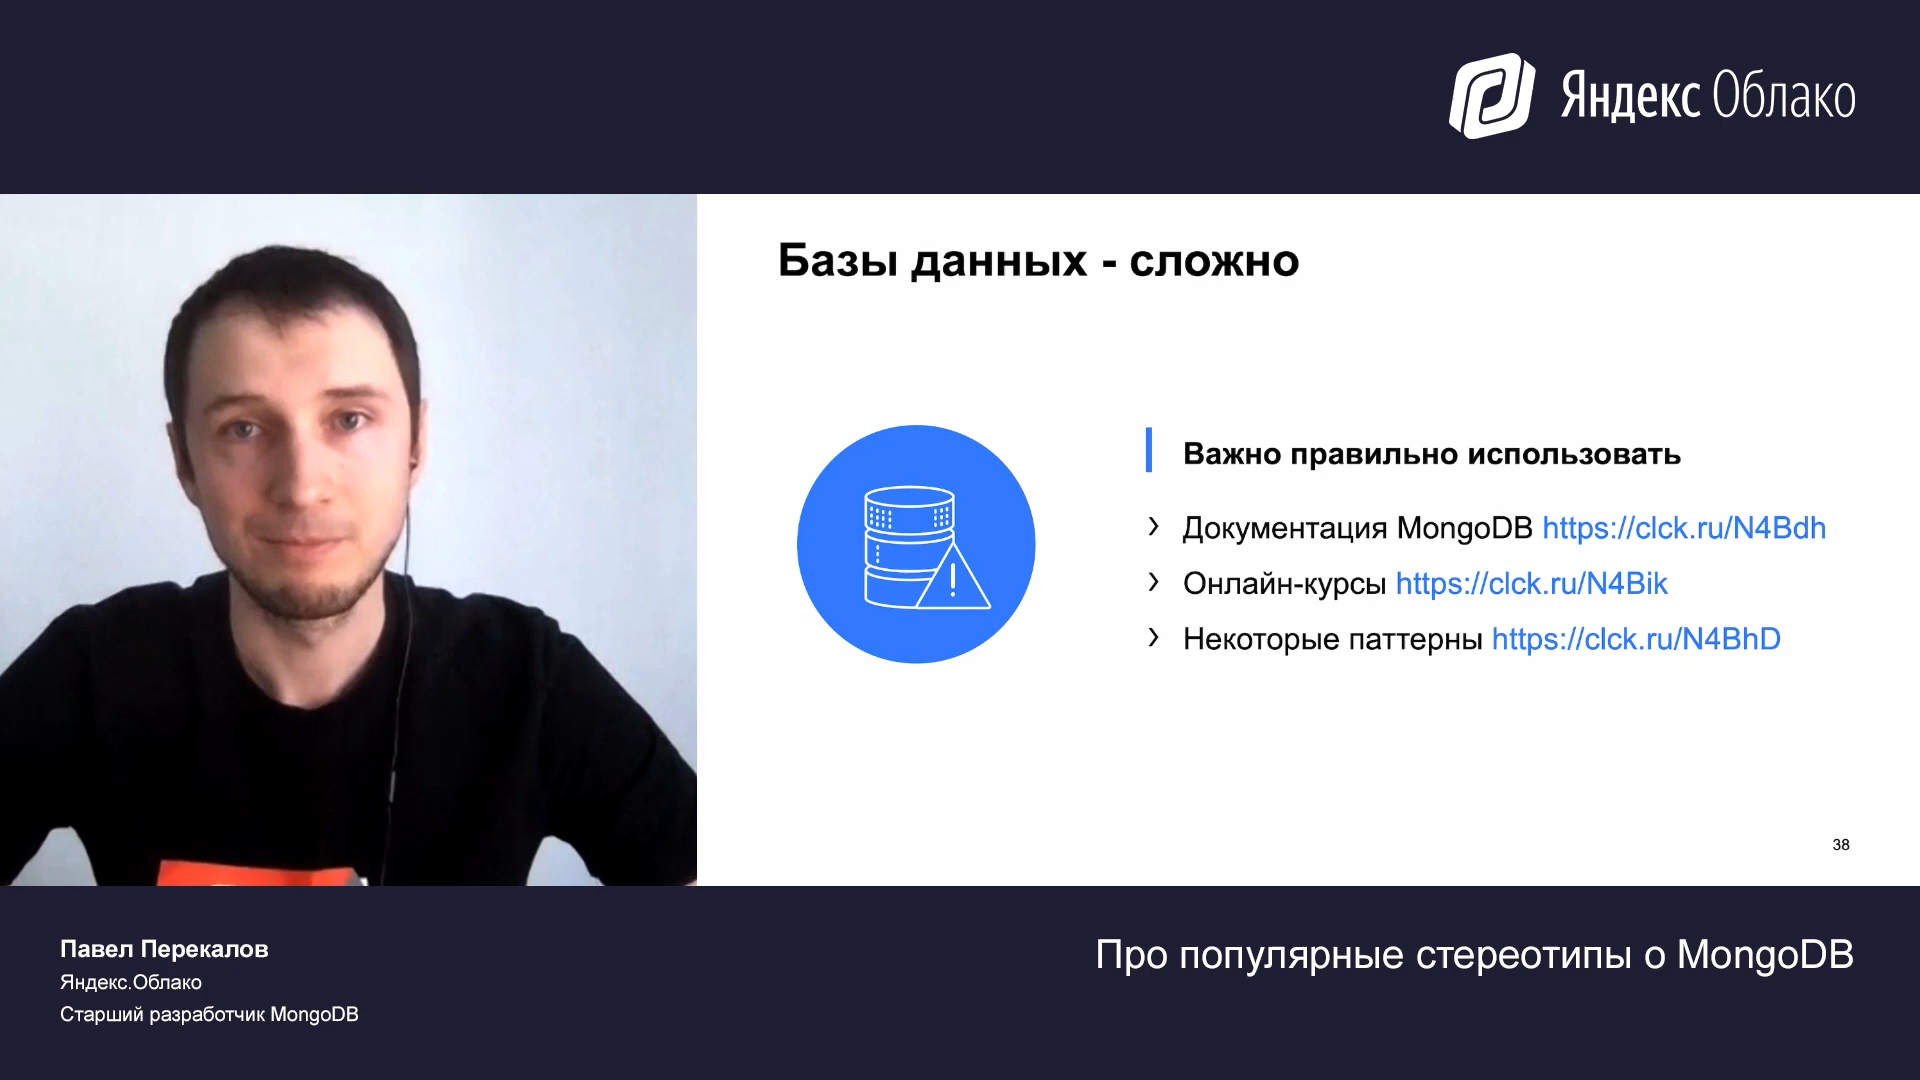 Яндекс Облако
Базы данных - сложно
Важно правильно использовать
Документация MongoDB https://clck.ru/N4Bdh
Онлайн-курсы https://clck.ru/N4Bik
Некоторые паттерны https://clck.ru/N4BhD
38
Павел Перекалов
Яндекс.Облако
Старший разработчик MongoDB
Про популярные стереотипы о MongoDB